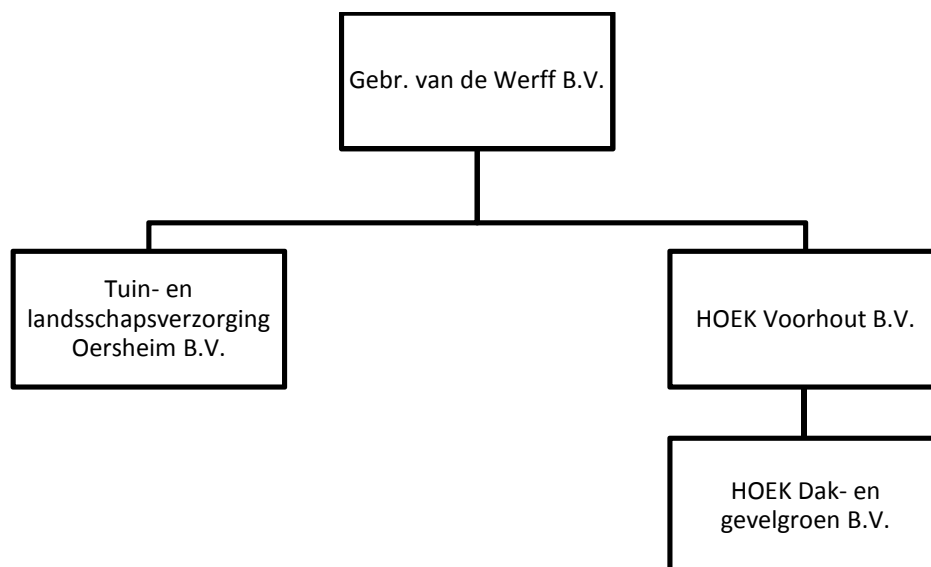 Gebr. van de Werff B.V.
Tuin- en
landsschapsverzorging
Oersheim B.V.
HOEK Voorhout B.V.
HOEK Dak- en
gevelgroen B.V.